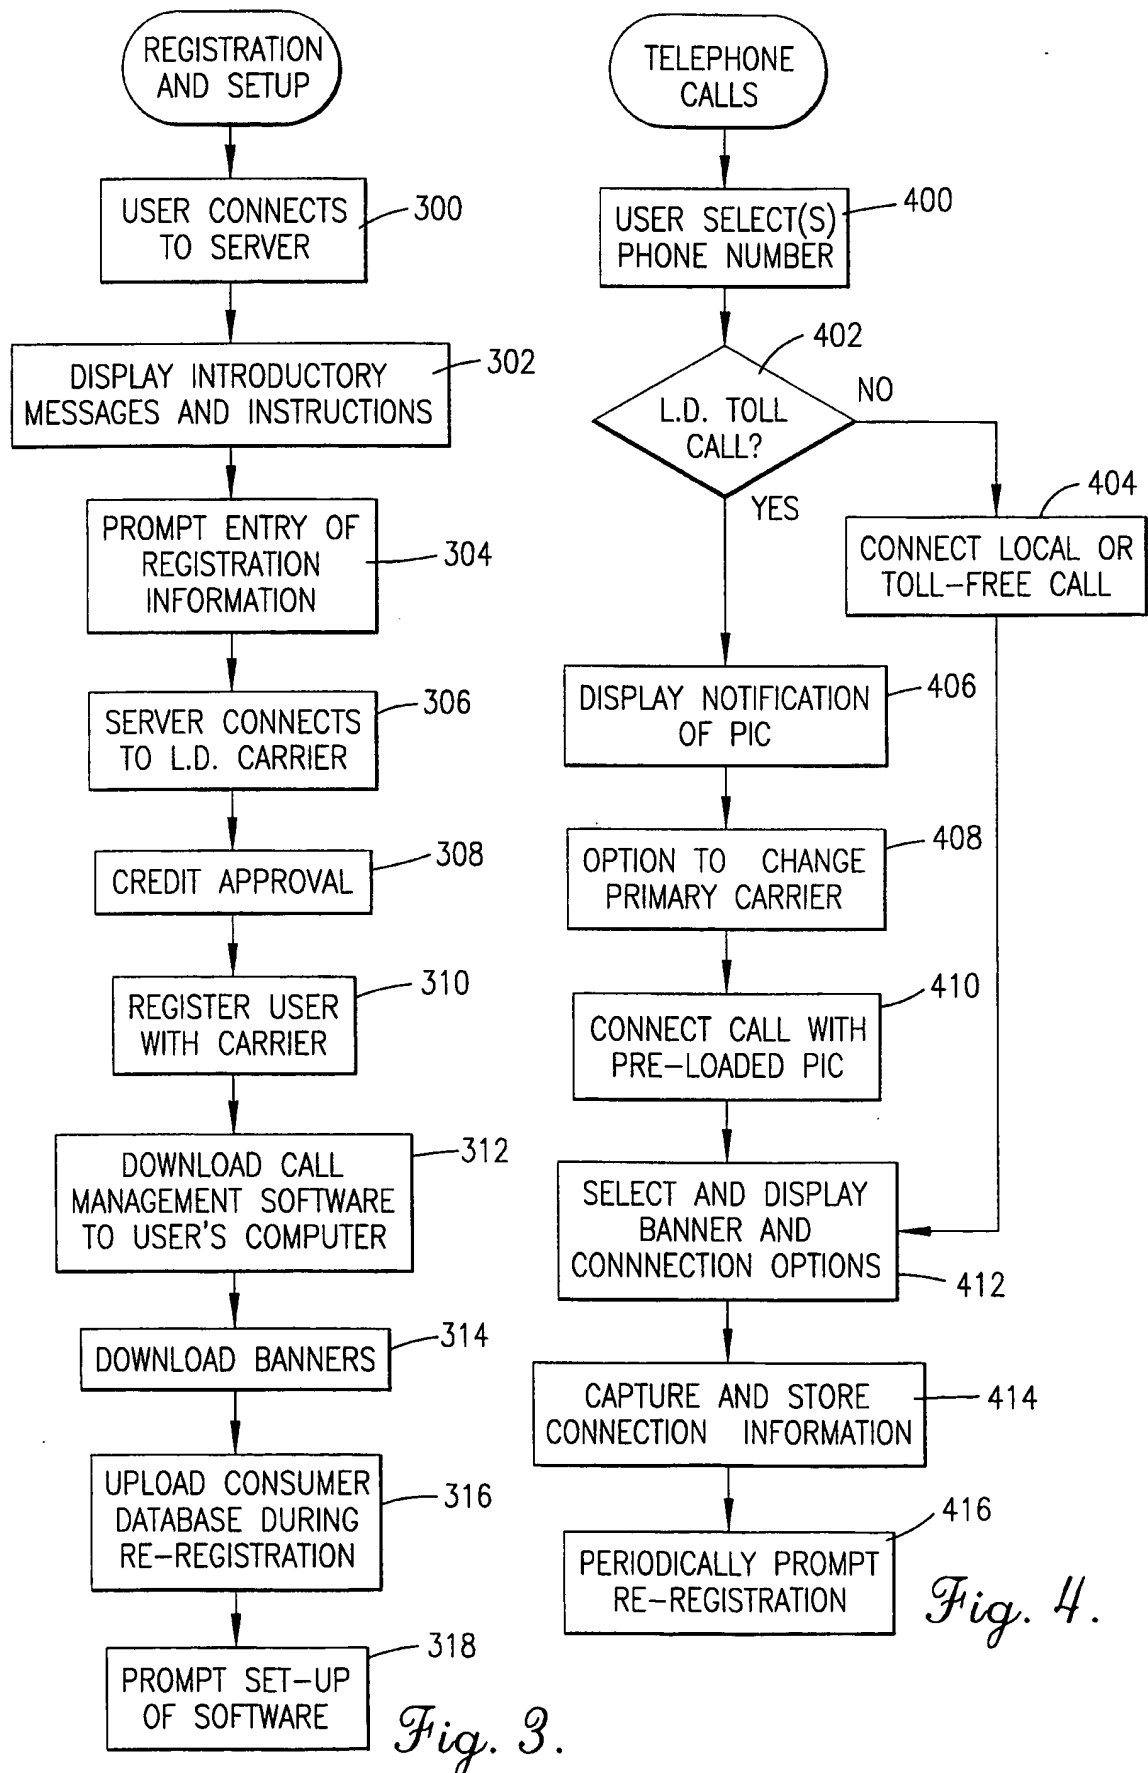 REGISTRATION
AND SETUP
USER CONNECTS
TO SERVER
300
DISPLAY INTRODUCTORY
MESSAGES AND INSTRUCTIONS
302
PROMPT ENTRY OF
REGISTRATION
INFORMATION
304
SERVER CONNECTS
TO L.D. CARRIER
306
CREDIT APPROVAL
308
REGISTER USER
WITH CARRIER
310
DOWNLOAD CALL
MANAGEMENT SOFTWARE
TO USER'S COMPUTER
312
DOWNLOAD BANNERS
314
UPLOAD CONSUMER
DATABASE DURING
RE-REGISTRATION
316
PROMPT SET-UP
OF SOFTWARE
318
Fig. 3.
TELEPHONE
CALLS
USER SELECT(S)
PHONE NUMBER
400
L.D. TOLL
CALL?
402
NO
YES
CONNECT LOCAL OR
TOLL-FREE CALL
404
DISPLAY NOTIFICATION
OF PIC
406
OPTION TO CHANGE
PRIMARY CARRIER
408
CONNECT CALL WITH
PRE-LOADED PIC
410
SELECT AND DISPLAY
BANNER AND
CONNNECTION OPTIONS
412
CAPTURE AND STORE
CONNECTION INFORMATION
414
PERIODICALLY PROMPT
RE-REGISTRATION
416
Fig. 4.